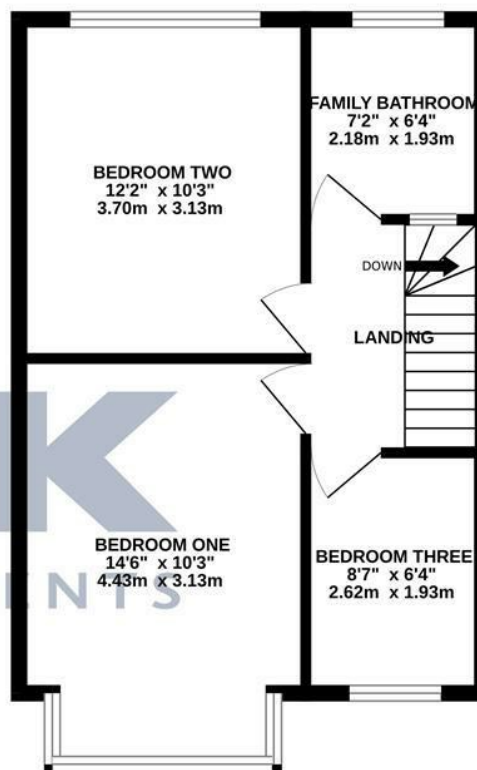 FAMILY BATHROOM
7'2" x 6'4"
2.18m x 1.93m
BEDROOM TWO
12'2" x 10'3"
3.70m x 3.13m
DOWN
LANDING
K
BEDROOM ONE
14'6" x 10'3"
4.43m x 3.13m
ENTS
BEDROOM THREE
8'7" x 6'4"
2.62m x 1.93m